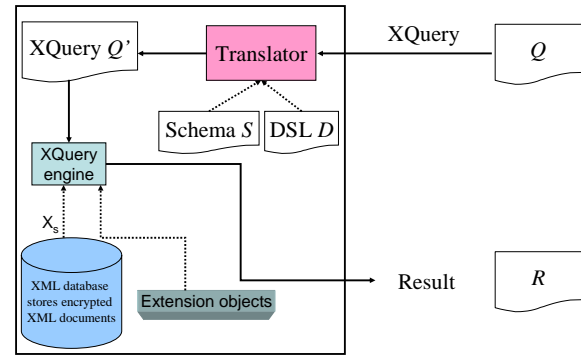 XQuery Q’
Translator
XQuery
Q
Schema S
DSL D
XQuery
engine
Xs
XML database
stores encrypted
XML documents
Extension objects
Result
R